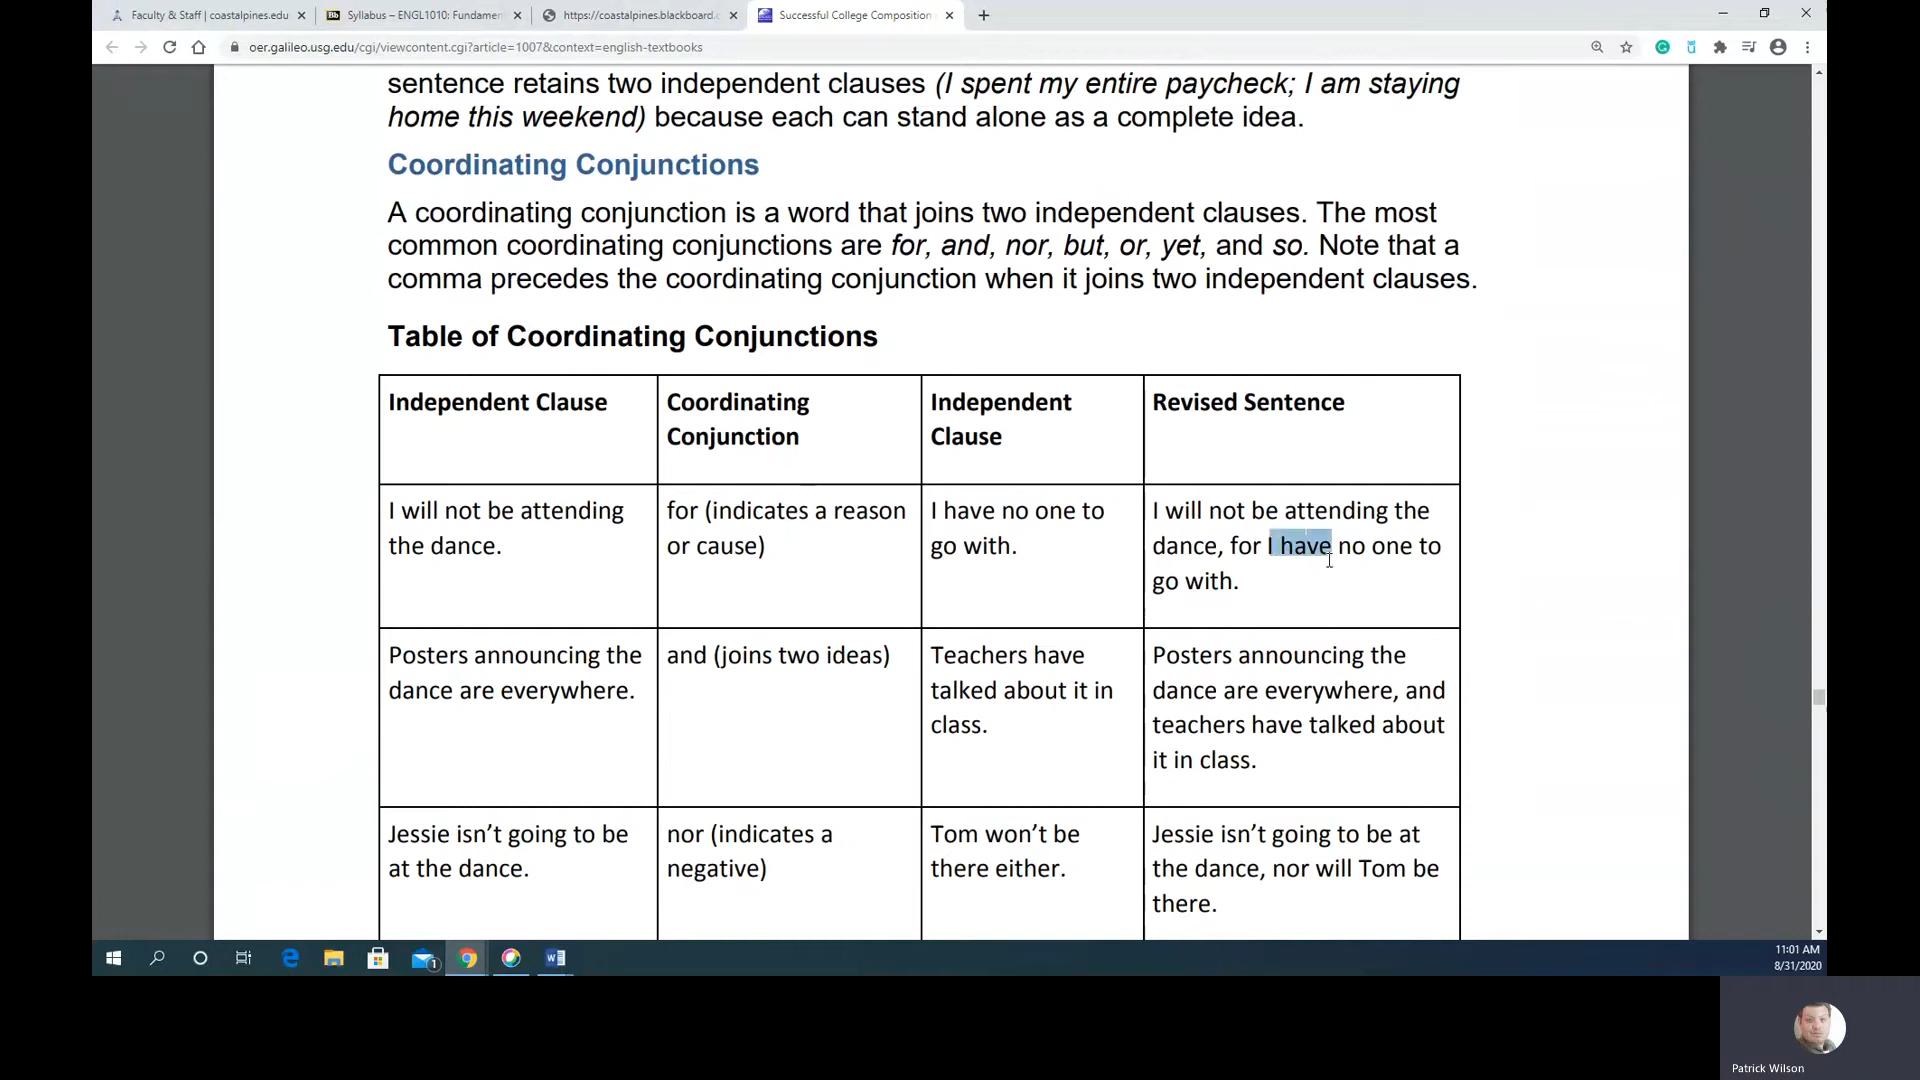 Faculty & Staff | coastalpines.edu
Syllabus – ENGL1010: Fundamen
https://coastalpines.blackboard.c
Successful College Composition
oer.galileo.usg.edu/cgi/viewcontent.cgi?article=1007&context=english-textbooks
sentence retains two independent clauses (I spent my entire paycheck; I am staying
home this weekend) because each can stand alone as a complete idea.
Coordinating Conjunctions
A coordinating conjunction is a word that joins two independent clauses. The most
common coordinating conjunctions are for, and, nor, but, or, yet, and so. Note that a
comma precedes the coordinating conjunction when it joins two independent clauses.
Table of Coordinating Conjunctions
Independent Clause
Coordinating
Conjunction
Independent
Clause
Revised Sentence
I will not be attending
the dance.
for (indicates a reason
or cause)
I have no one to
go with.
I will not be attending the
dance, for I have no one to
go with.
Posters announcing the
dance are everywhere.
and (joins two ideas)
Teachers have
talked about it in
class.
Posters announcing the
dance are everywhere, and
teachers have talked about
it in class.
Jessie isn’t going to be
at the dance.
nor (indicates a
negative)
Tom won’t be
there either.
Jessie isn’t going to be at
the dance, nor will Tom be
there.
1
11:01 AM
8/31/2020
Patrick Wilson